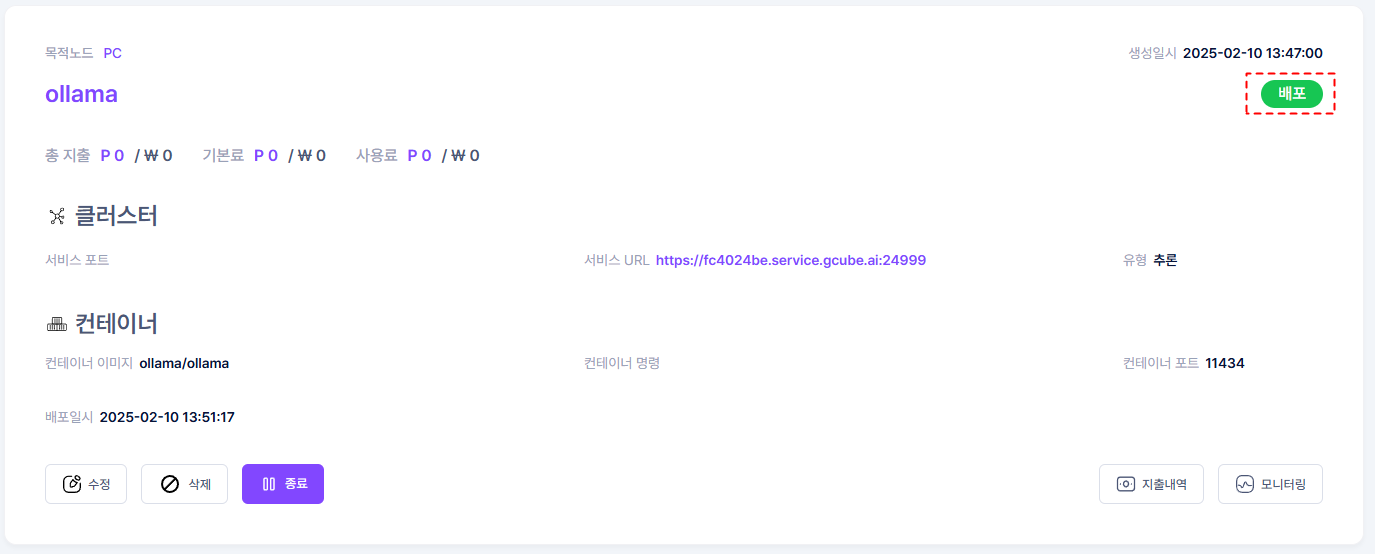 목적노드 PC
생성일시 2025-02-10 13:47:00
ollama
배포
총 지출 P 0 / ₩ 0 기본료 P 0 / ₩ 0 사용료 P 0 / ₩ 0
클러스터
서비스 포트
서비스 URL https://fc4024be.service.gcube.ai:24999
유형 추론
컨테이너
컨테이너 이미지 ollama/ollama
컨테이너 명령
컨테이너 포트 11434
배포일시 2025-02-10 13:51:17
수정
삭제
종료
지출내역
모니터링